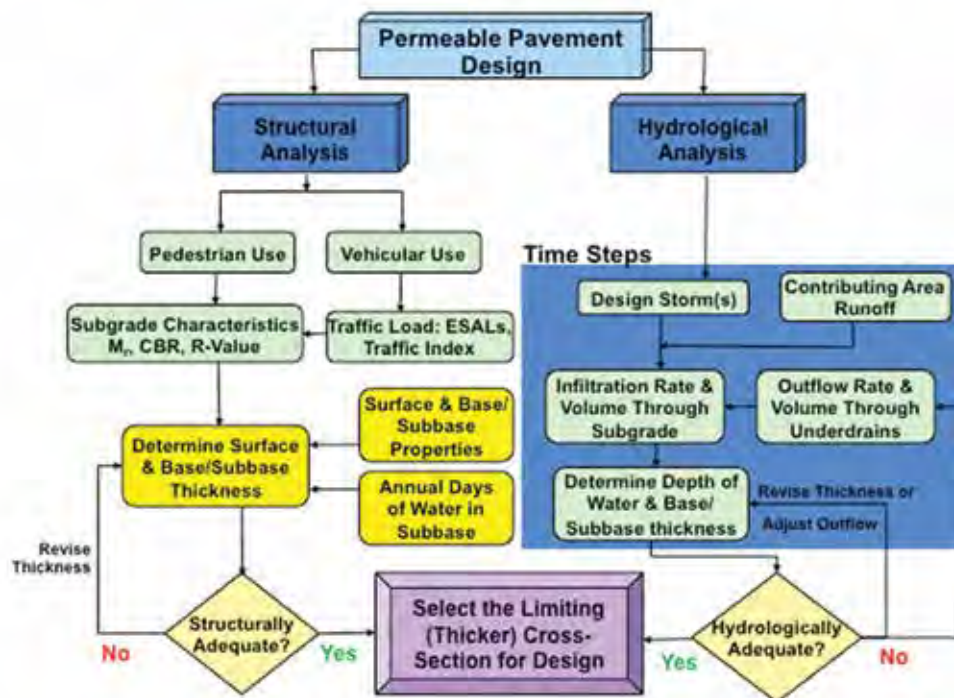 Permeable Pavement
Design
Structural
Analysis
Hydrological
Analysis
Pedestrian Use
Vehicular Use
Subgrade Characteristics
Mr, CBR, R-Value
Traffic Load: ESALs,
Traffic Index
Surface & Base/
Subbase
Properties
Determine Surface
& Base/Subbase
Thickness
Annual Days
of Water in
Subbase
Revise
Thickness
Structurally
Adequate?
No
Yes
Time Steps
Design Storm(s)
Contributing Area
Runoff
Infiltration Rate &
Volume Through
Subgrade
Outflow Rate &
Volume Through
Underdrains
Determine Depth of
Water & Base/
Subbase thickness
Revise Thickness or
Adjust Outflow
Hydrologically
Adequate?
Yes
No
Select the Limiting
(Thicker) Cross-
Section for Design